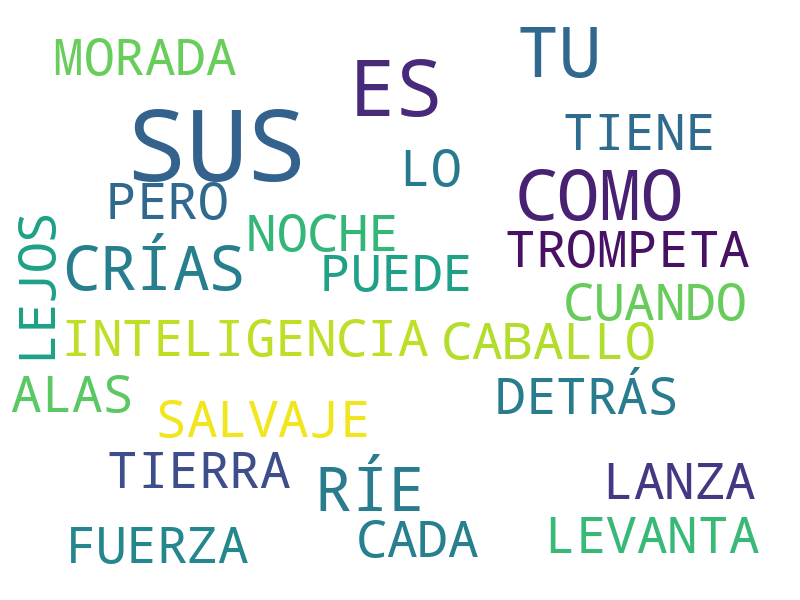 MORADA
ES
TU
SUS
TIENE
LO
COMO
PERO
NOCHE
TROMPETA
LEJOS
CRÍAS
PUEDE
CUANDO
INTELIGENCIA
CABALLO
ALAS
SALVAJE
DETRÁS
TIERRA
RÍE
LANZA
FUERZA
CADA
LEVANTA